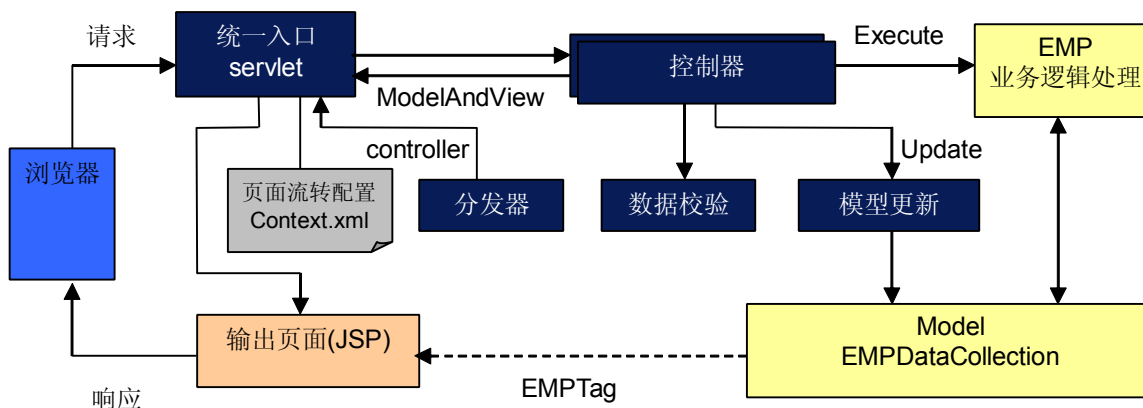 请求
统一入口
servlet
控制器
Execute
EMP
业务逻辑处理
ModelAndView
controller
Update
浏览器
页面流转配置
Context.xml
分发器
数据校验
模型更新
输出页面(JSP)
Model
EMPDataCollection
EMPTag
响应